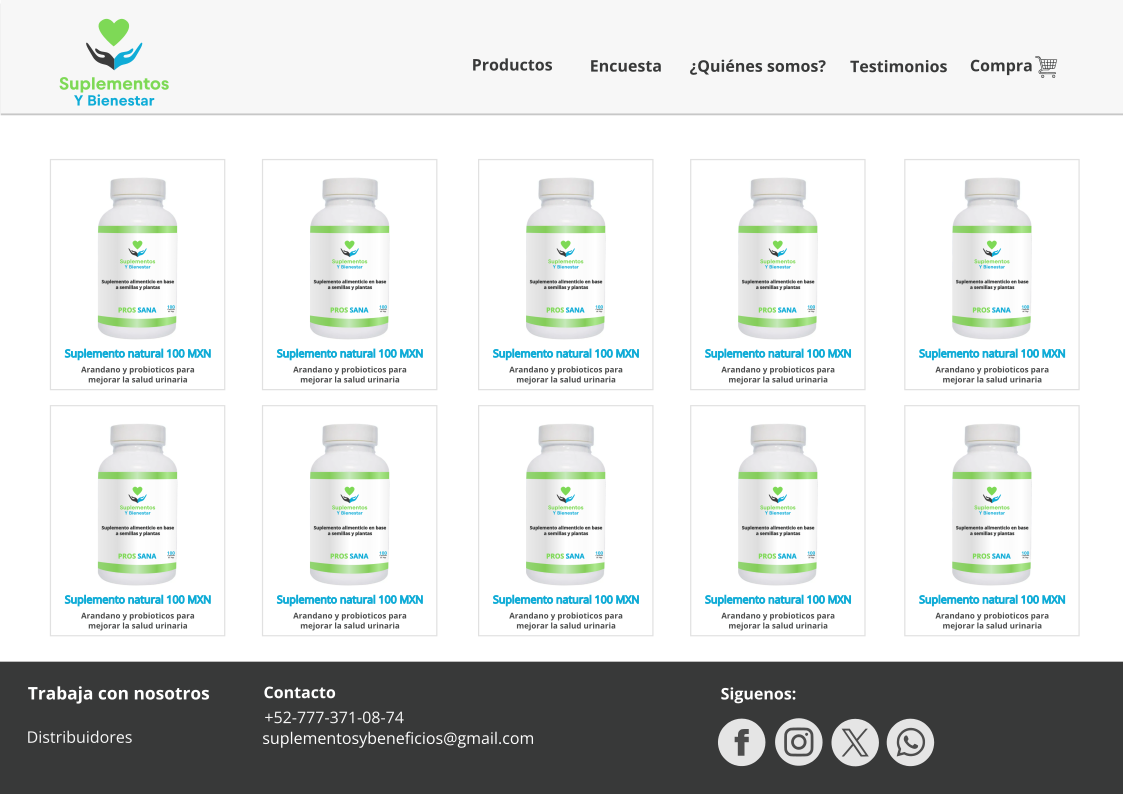 Suplementos
Y Bienestar
Productos
Encuesta
¿Quiénes somos?
Testimonios
Compra
Suplementos
Y Bienestar
Suplemento alimenticio en base
a semillas y plantas
PROS SANA
100
Suplemento natural 100 MXN
Arandano y probioticos para
mejorar la salud urinaria
Suplementos
Y Bienestar
Suplemento alimenticio en base
a semillas y plantas
PROS SANA
100
Suplemento natural 100 MXN
Arandano y probioticos para
mejorar la salud urinaria
Suplementos
Y Bienestar
Suplemento alimenticio en base
a semillas y plantas
PROS SANA
100
Suplemento natural 100 MXN
Arandano y probioticos para
mejorar la salud urinaria
Suplementos
Y Bienestar
Suplemento alimenticio en base
a semillas y plantas
PROS SANA
100
Suplemento natural 100 MXN
Arandano y probioticos para
mejorar la salud urinaria
Suplementos
Y Bienestar
Suplemento alimenticio en base
a semillas y plantas
PROS SANA
100
Suplemento natural 100 MXN
Arandano y probioticos para
mejorar la salud urinaria
Suplementos
Y Bienestar
Suplemento alimenticio en base
a semillas y plantas
PROS SANA
100
Suplemento natural 100 MXN
Arandano y probioticos para
mejorar la salud urinaria
Suplementos
Y Bienestar
Suplemento alimenticio en base
a semillas y plantas
PROS SANA
100
Suplemento natural 100 MXN
Arandano y probioticos para
mejorar la salud urinaria
Suplementos
Y Bienestar
Suplemento alimenticio en base
a semillas y plantas
PROS SANA
100
Suplemento natural 100 MXN
Arandano y probioticos para
mejorar la salud urinaria
Suplementos
Y Bienestar
Suplemento alimenticio en base
a semillas y plantas
PROS SANA
100
Suplemento natural 100 MXN
Arandano y probioticos para
mejorar la salud urinaria
Suplementos
Y Bienestar
Suplemento alimenticio en base
a semillas y plantas
PROS SANA
100
Suplemento natural 100 MXN
Arandano y probioticos para
mejorar la salud urinaria
Trabaja con nosotros
Distribuidores
Contacto
+52-777-371-08-74
suplementosybeneficios@gmail.com
Siguenos: